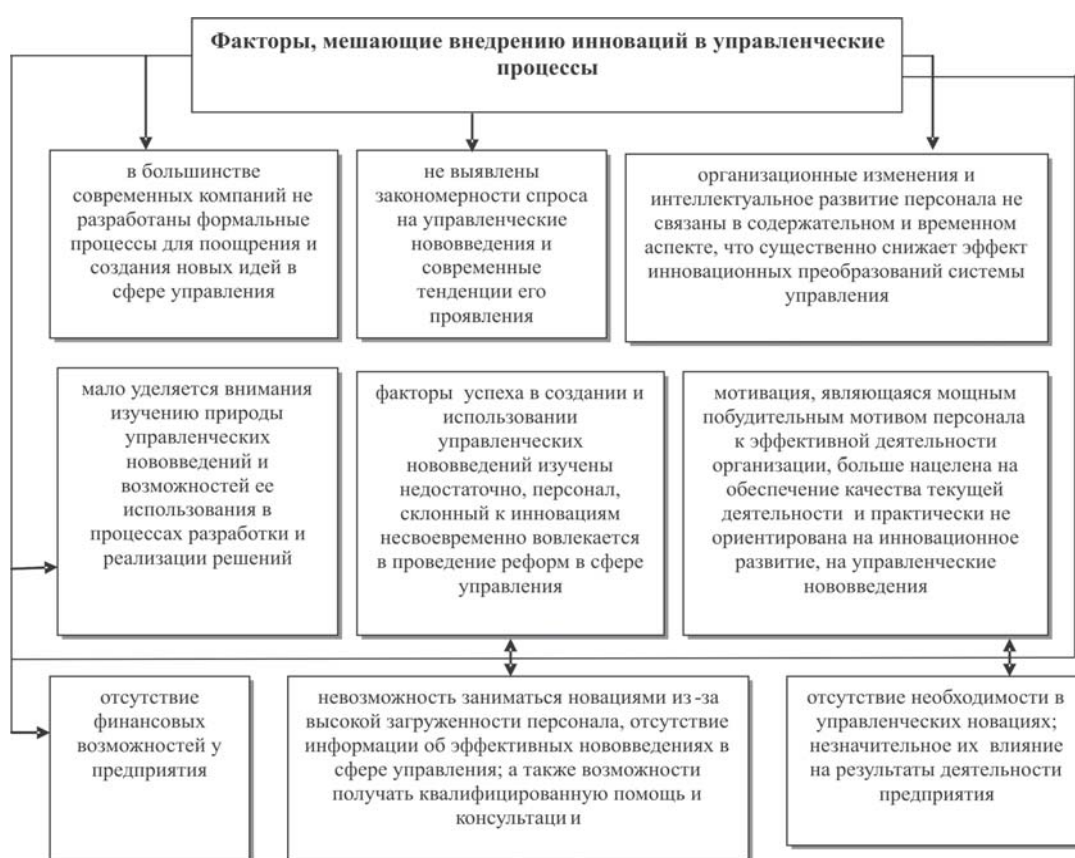 Факторы, мешающие внедрению инноваций в управленческие
процессы
в большинстве
современных компаний не
разработаны формальные
процессы для поощрения и
создания новых идей в
сфере управления
не выявлены
закономерности спроса
на управленческие
нововведения и
современные
тенденции его
проявления
организационные изменения и
интеллектуальное развитие персонала не
связаны в содержательном и временном
аспекте, что существенно снижает эффект
инновационных преобразований системы
управления
мало уделяется внимания
изучению природы
управленческих
нововведений и
возможностей ее
использования в
процессах разработки и
реализации решений
факторы успеха в создании и
использовании
управленческих
нововведений изучены
недостаточно, персонал,
склонный к инновациям
несвоевременно вовлекается
в проведение реформ в сфере
управления
мотивация, являющаяся мощным
побудительным мотивом персонала
к эффективной деятельности
организации, больше нацелена на
обеспечение качества текущей
деятельности и практически не
ориентирована на инновационное
развитие, на управленческие
нововведения
отсутствие
финансовых
возможностей у
предприятия
невозможность заниматься новациями из-за
высокой загруженности персонала, отсутствие
информации об эффективных нововведениях в
сфере управления; а также возможности
получать квалифицированную помощь и
консультаци и
отсутствие необходимости в
управленческих новациях;
незначительное их влияние
на результаты деятельности
предприятия